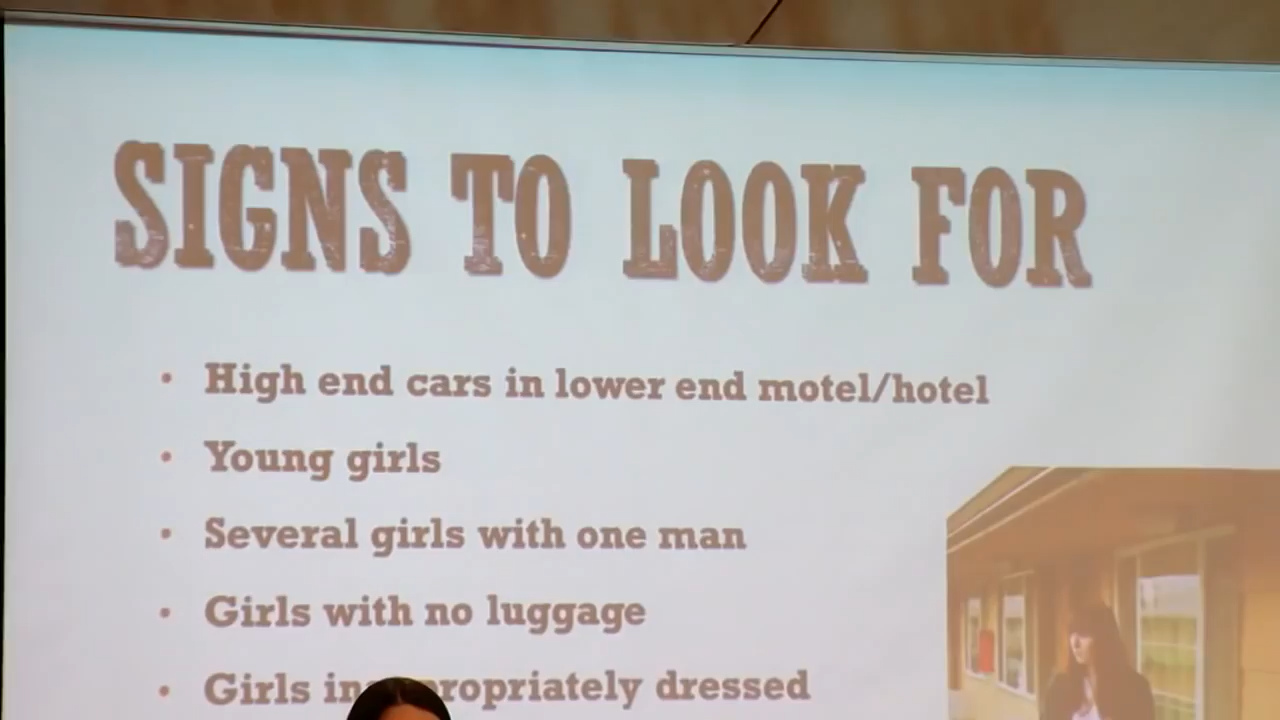 SIGNS TO LOOK FOR
• High end cars in lower end motel/hotel
• Young girls
• Several girls with one man
• Girls with no luggage
• Girls inappropriately dressed